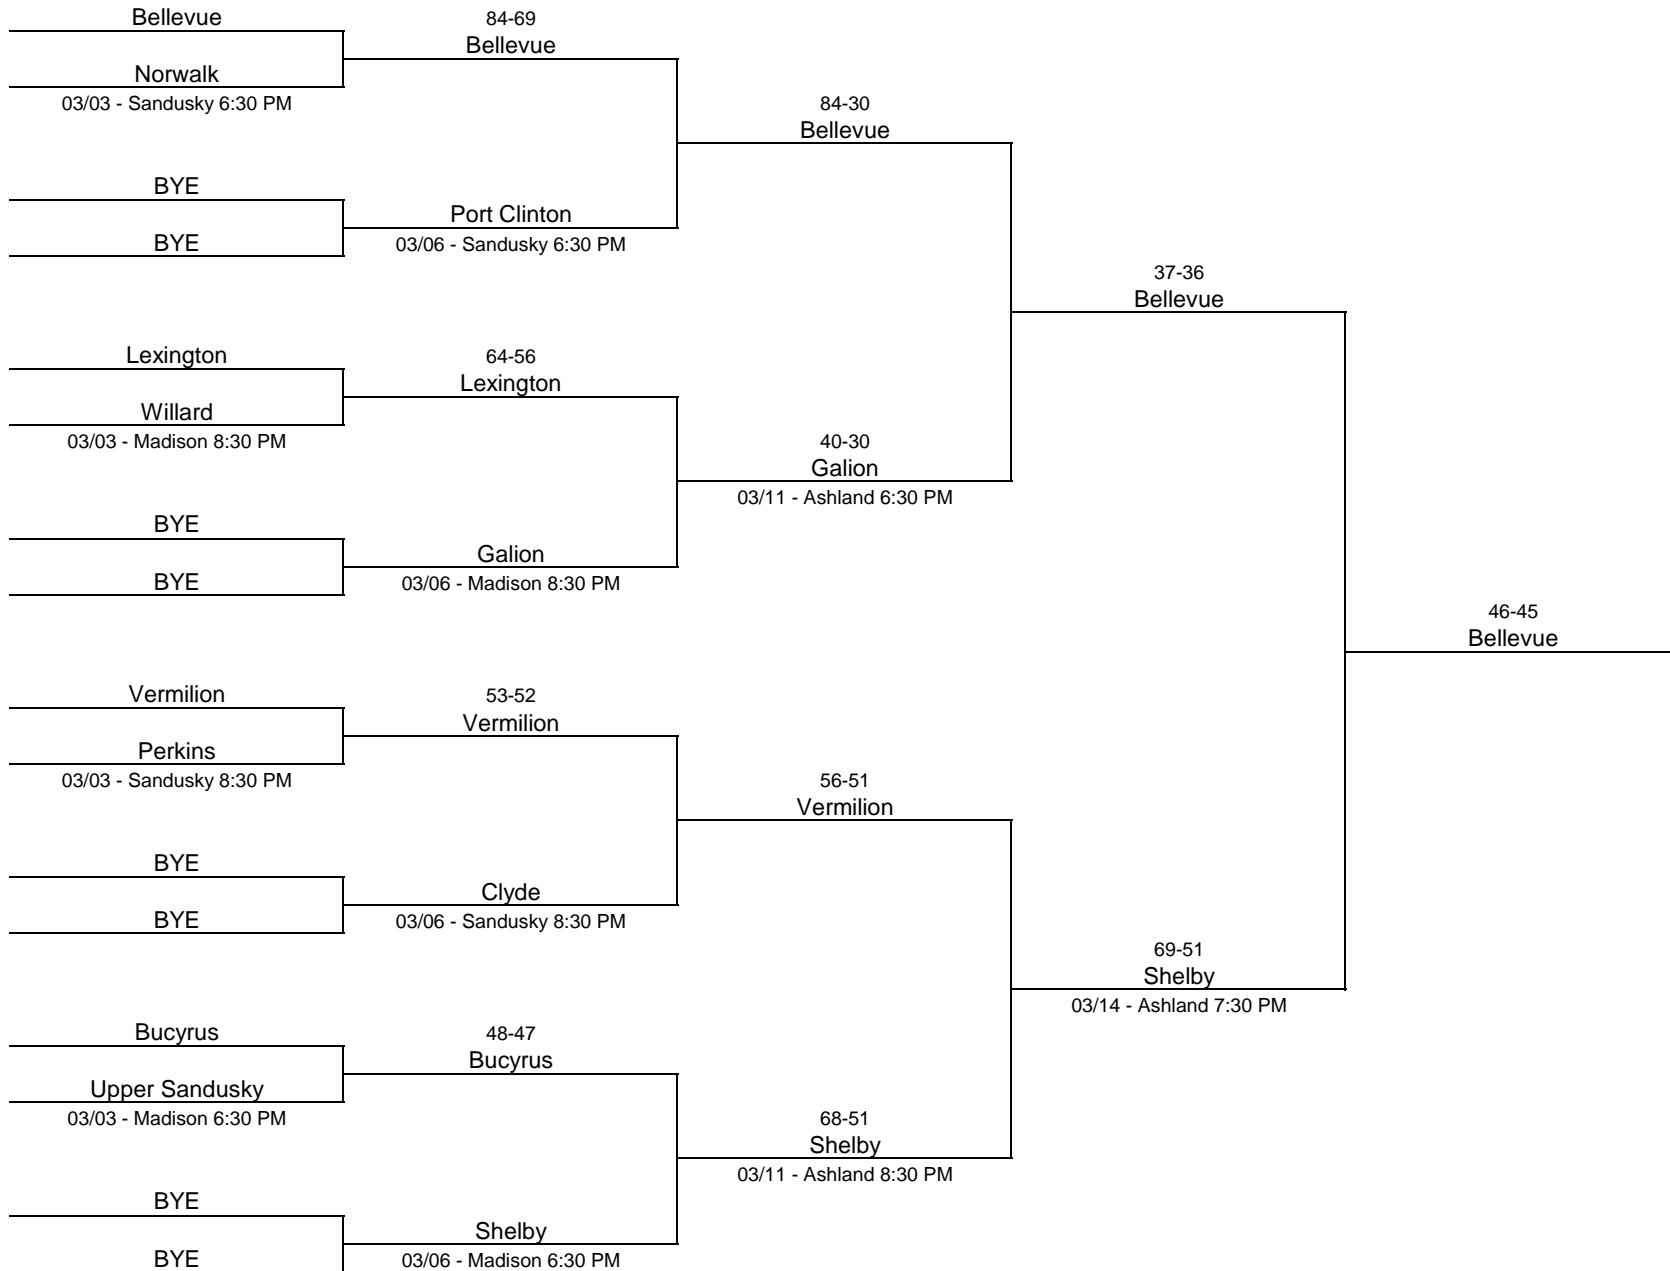 Bellevue
Norwalk
03/03 - Sandusky 6:30 PM
BYE
BYE
Lexington
Willard
03/03 - Madison 8:30 PM
BYE
BYE
Vermilion
Perkins
03/03 - Sandusky 8:30 PM
BYE
BYE
Bucyrus
Upper Sandusky
03/03 - Madison 6:30 PM
BYE
BYE
84-69
Bellevue
Port Clinton
03/06 - Sandusky 6:30 PM
64-56
Lexington
Galion
03/06 - Madison 8:30 PM
53-52
Vermilion
Clyde
03/06 - Sandusky 8:30 PM
48-47
Bucyrus
Shelby
03/06 - Madison 6:30 PM
84-30
Bellevue
40-30
Galion
03/11 - Ashland 6:30 PM
56-51
Vermilion
68-51
Shelby
03/11 - Ashland 8:30 PM
37-36
Bellevue
69-51
Shelby
03/14 - Ashland 7:30 PM
46-45
Bellevue